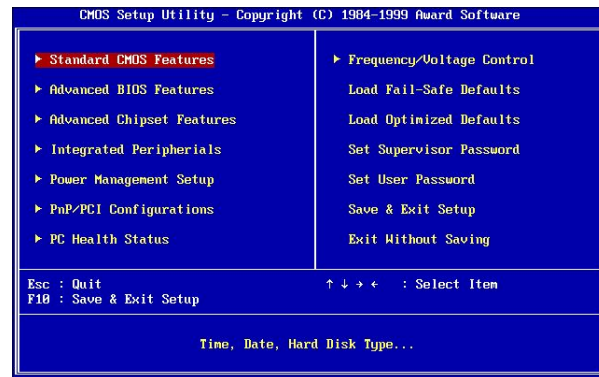 CMOS Setup Utility - Copyright (C) 1984-1999 Award Software
▶ Standard CMOS Features
▶ Advanced BIOS Features
▶ Advanced Chipset Features
▶ Integrated Peripherials
▶ Power Management Setup
▶ PnP/PCI Configurations
▶ PC Health Status
▶ Frequency/Voltage Control
Load Fail-Safe Defaults
Load Optimized Defaults
Set Supervisor Password
Set User Password
Save & Exit Setup
Exit Without Saving
Esc : Quit
F10 : Save & Exit Setup
↑ ↓ → ← : Select Item
Time, Date, Hard Disk Type...